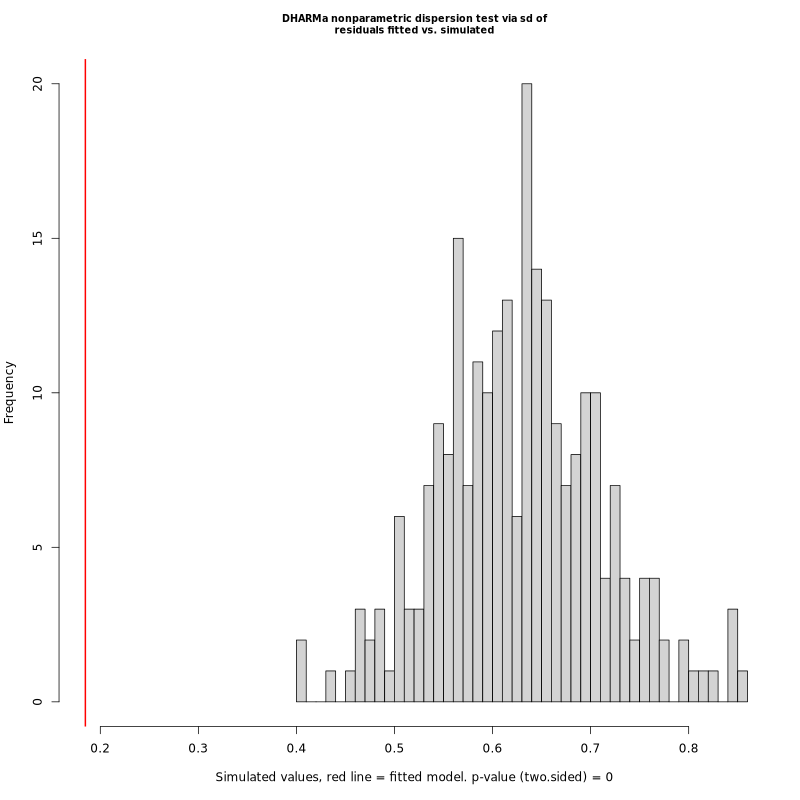 DHARMa nonparametric dispersion test via sd of
residuals fitted vs. simulated
Frequency
20
15
10
5
0
0.2 0.3 0.4 0.5 0.6 0.7 0.8
Simulated values, red line = fitted model. p-value (two.sided) = 0